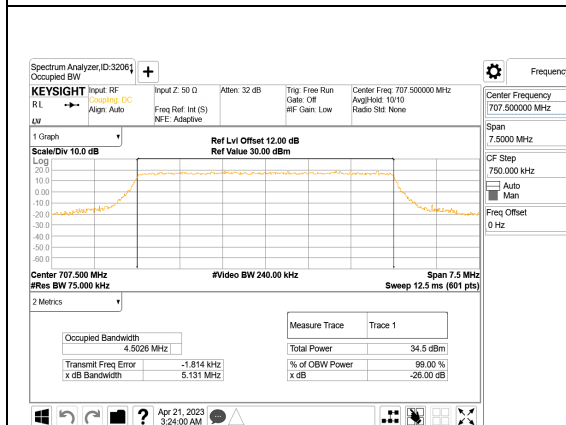 Spectrum Analyzer,ID:32061
Occupied BW
+
Frequency
KEYSIGHT
RL
LXI
Input: RF
Coupling: DC
Align: Auto
Input Z: 50 Ω
Freq Ref: Int (S)
NFE: Adaptive
Atten: 32 dB
Trig: Free Run
Gate: Off
#IF Gain: Low
Center Freq: 707.500000 MHz
Avg|Hold: 10/10
Radio Std: None
Center Frequency
707.500000 MHz
Span
7.5000 MHz
CF Step
750.000 kHz
Auto
Man
Freq Offset
0 Hz
1 Graph
Scale/Div 10.0 dB
Ref Lvl Offset 12.00 dB
Ref Value 30.00 dBm
Log
20.0
10.0
0.00
-10.0
-20.0
-30.0
-40.0
-50.0
-60.0
Center 707.500 MHz
#Res BW 75.000 kHz
#Video BW 240.00 kHz
Span 7.5 MHz
Sweep 12.5 ms (601 pts)
2 Metrics
Measure Trace Trace 1
Occupied Bandwidth
4.5026 MHz
Total Power 34.5 dBm
Transmit Freq Error -1.814 kHz
% of OBW Power 99.00 %
x dB Bandwidth 5.131 MHz
x dB -26.00 dB
?
Apr 21, 2023
3:24:00 AM